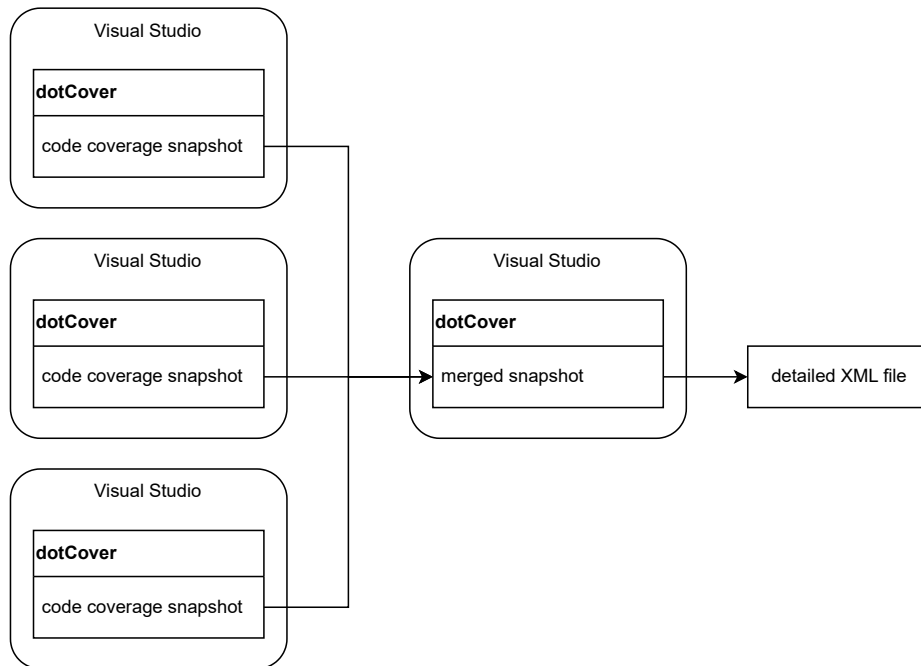 Visual Studio
dotCover
code coverage snapshot
Visual Studio
dotCover
code coverage snapshot
Visual Studio
dotCover
code coverage snapshot
Visual Studio
dotCover
merged snapshot
detailed XML file